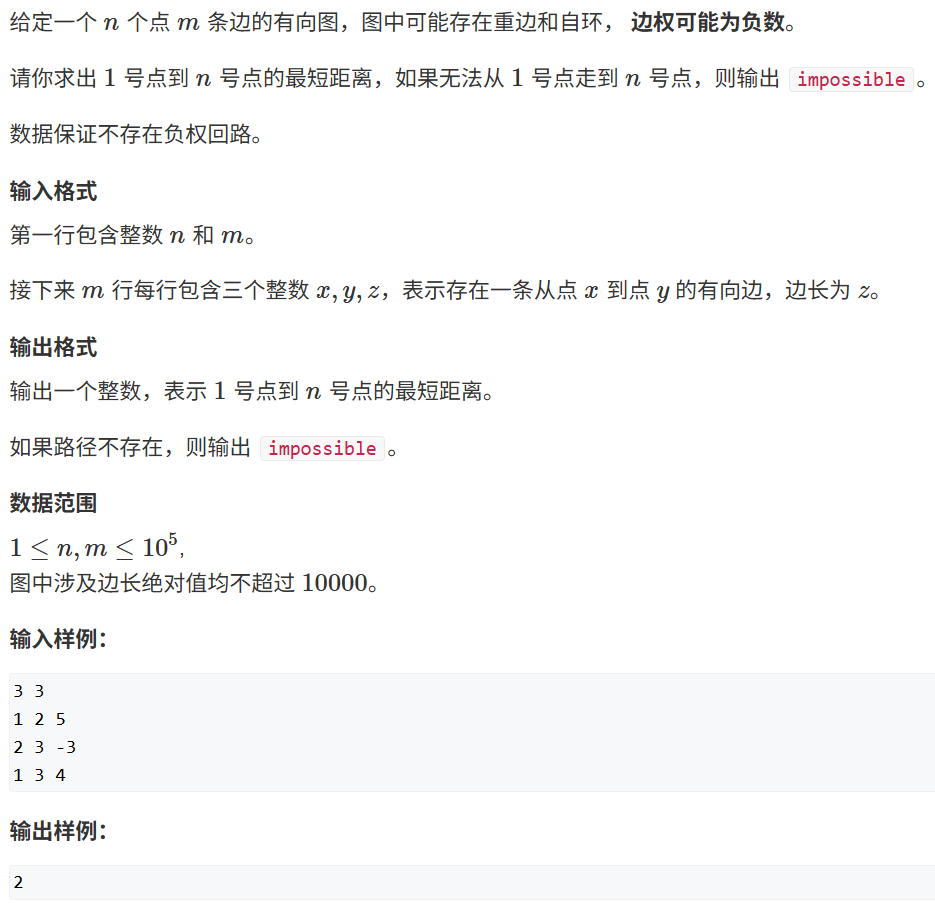 给定一个 n 个点 m 条边的有向图，图中可能存在重边和自环， 边权可能为负数。
请你求出 1 号点到 n 号点的最短距离，如果无法从 1 号点走到 n 号点，则输出 impossible 。
数据保证不存在负权回路。
输入格式
第一行包含整数 n 和 m。
接下来 m 行每行包含三个整数 x, y, z，表示存在一条从点 x 到点 y 的有向边，边长为 z。
输出格式
输出一个整数，表示 1 号点到 n 号点的最短距离。
如果路径不存在，则输出 impossible 。
数据范围
1 ≤ n, m ≤ 10⁵,
图中涉及边长绝对值均不超过 10000。
输入样例：
3 3
1 2 5
2 3 -3
1 3 4
输出样例：
2